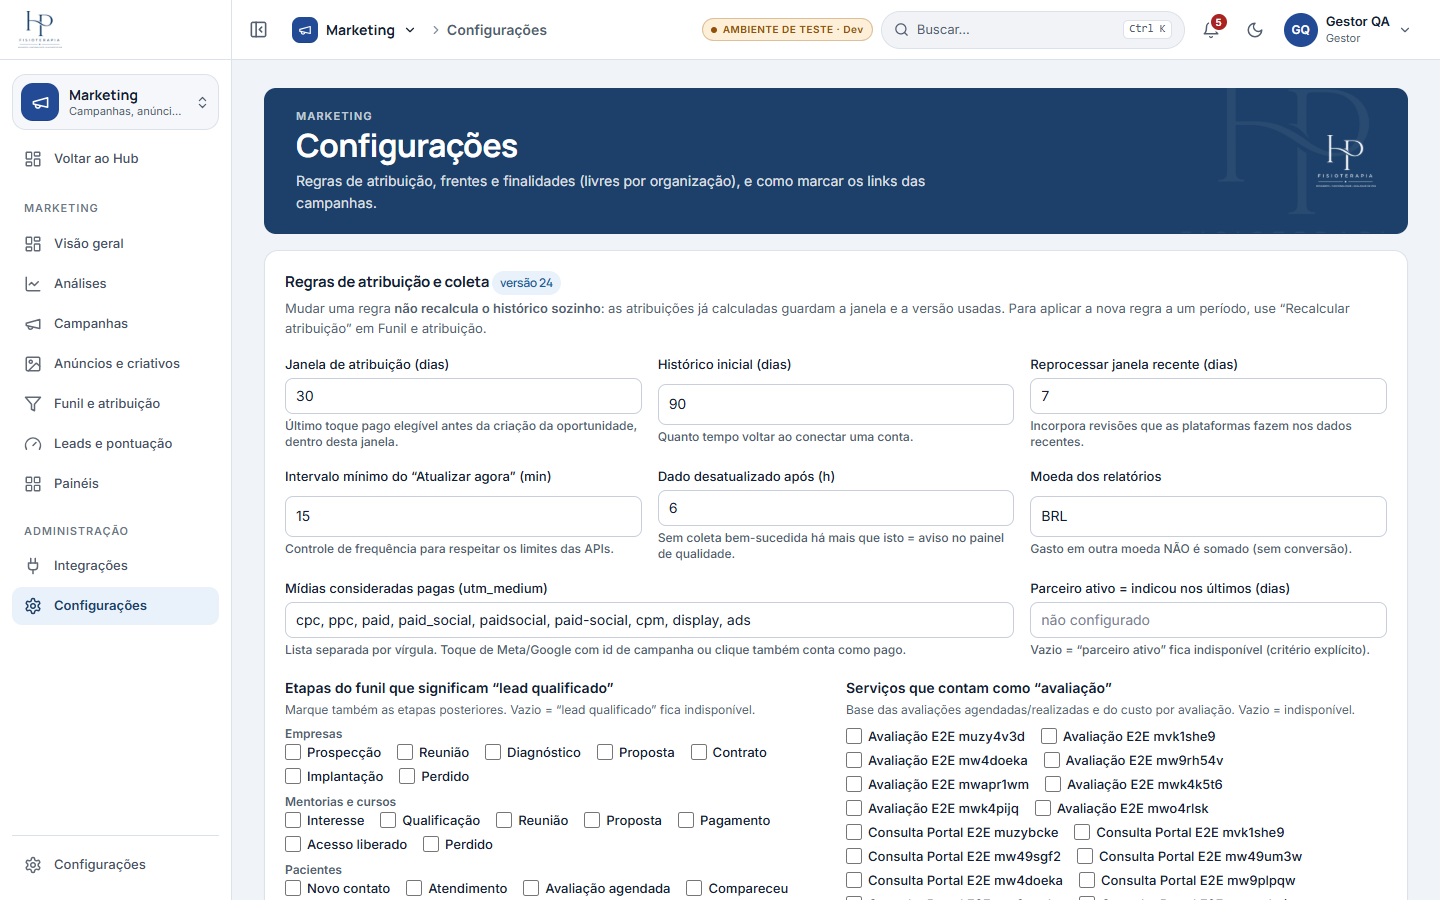 HP
FISIOTERAPIA
Marketing
Configurações
AMBIENTE DE TESTE · Dev
Buscar...
Ctrl K
5
GQ
Gestor QA
Gestor
Marketing
Campanhas, anúnci...
Voltar ao Hub
MARKETING
Visão geral
Análises
Campanhas
Anúncios e criativos
Funil e atribuição
Leads e pontuação
Painéis
ADMINISTRAÇÃO
Integrações
Configurações
Configurações
MARKETING
Configurações
Regras de atribuição, frentes e finalidades (livres por organização), e como marcar os links das
campanhas.
HP
FISIOTERAPIA
Regras de atribuição e coleta versão 24
Mudar uma regra não recalcula o histórico sozinho: as atribuições já calculadas guardam a janela e a versão usadas. Para aplicar a nova regra a um período, use “Recalcular
atribuição” em Funil e atribuição.
Janela de atribuição (dias)
30
Último toque pago elegível antes da criação da oportunidade,
dentro desta janela.
Histórico inicial (dias)
90
Quanto tempo voltar ao conectar uma conta.
Reprocessar janela recente (dias)
7
Incorpora revisões que as plataformas fazem nos dados
recentes.
Intervalo mínimo do “Atualizar agora” (min)
15
Controle de frequência para respeitar os limites das APIs.
Dado desatualizado após (h)
6
Sem coleta bem-sucedida há mais que isto = aviso no painel
de qualidade.
Moeda dos relatórios
BRL
Gasto em outra moeda NÃO é somado (sem conversão).
Mídias consideradas pagas (utm_medium)
cpc, ppc, paid, paid_social, paidsocial, paid-social, cpm, display, ads
Lista separada por vírgula. Toque de Meta/Google com id de campanha ou clique também conta como pago.
Parceiro ativo = indicou nos últimos (dias)
não configurado
Vazio = “parceiro ativo” fica indisponível (critério explícito).
Etapas do funil que significam “lead qualificado”
Marque também as etapas posteriores. Vazio = “lead qualificado” fica indisponível.
Empresas
Prospecção Reunião Diagnóstico Proposta Contrato
Implantação Perdido
Mentorias e cursos
Interesse Qualificação Reunião Proposta Pagamento
Acesso liberado Perdido
Pacientes
Novo contato Atendimento Avaliação agendada Compareceu
Serviços que contam como “avaliação”
Base das avaliações agendadas/realizadas e do custo por avaliação. Vazio = indisponível.
Avaliação E2E muzy4v3d Avaliação E2E mvk1she9
Avaliação E2E mw4doeka Avaliação E2E mw9rh54v
Avaliação E2E mwapr1wm Avaliação E2E mwk4k5t6
Avaliação E2E mwk4pijq Avaliação E2E mwo4rlsk
Consulta Portal E2E muzybcke Consulta Portal E2E mvk1she9
Consulta Portal E2E mw49sgf2 Consulta Portal E2E mw49um3w
Consulta Portal E2E mw4doeka Consulta Portal E2E mw9plpqw